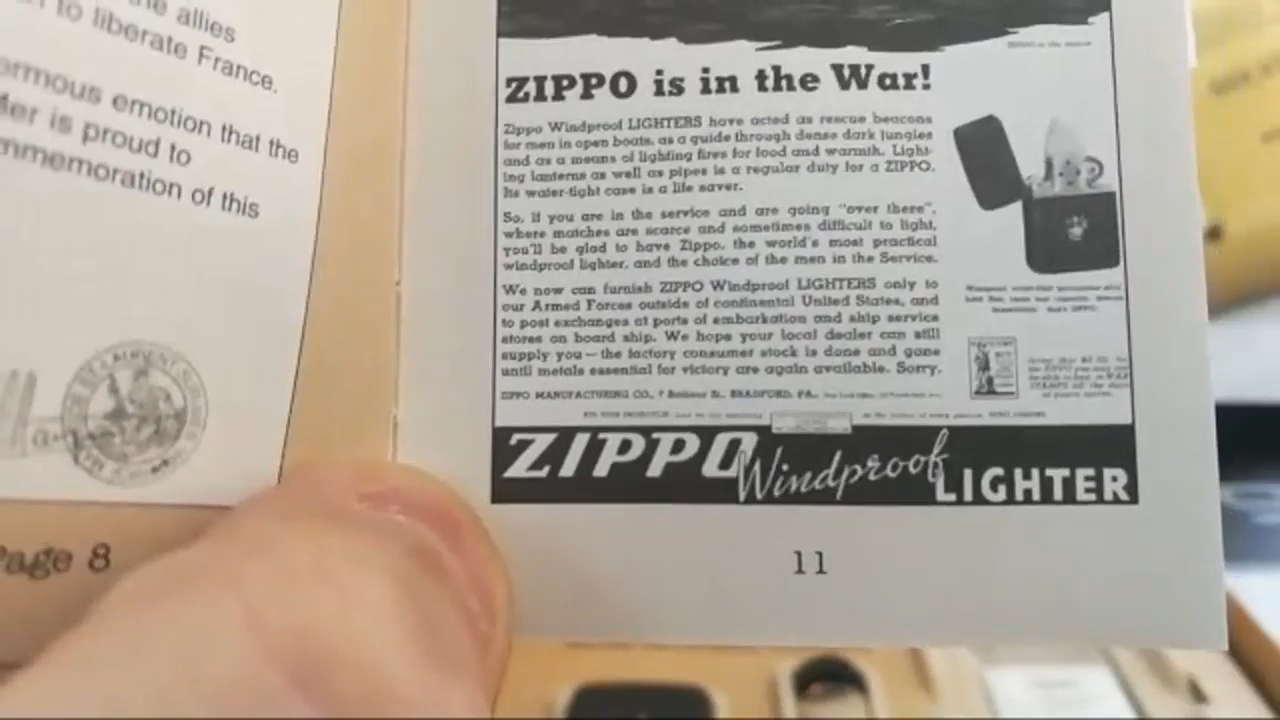 the allies
to liberate France.
ormous emotion that the
is proud to
mmemoration of this
Page 8
ZIPPO is in the War!
Zippo Windproof LIGHTERS have acted as rescue beacons
for men in open boats, as a guide through dense dark jungles
and as a means of lighting fires for food and warmth. Light-
ing lanterns as well as pipes is a regular duty for a ZIPPO.
Its water-tight case is a life saver.
So, if you are in the service and are going "over there",
where matches are scarce and sometimes difficult to light,
you'll be glad to have Zippo, the world's most practical
windproof lighter, and the choice of the men in the Service.
We now can furnish ZIPPO Windproof LIGHTERS only to
our Armed Forces outside of continental United States, and
to post exchanges at ports of embarkation and ship service
stores on board ship. We hope your local dealer can still
supply you—the factory consumer stock is done and gone
until metals essential for victory are again available. Sorry.
ZIPPO MANUFACTURING CO., BRADFORD, PA.
ZIPPO Windproof LIGHTER
11